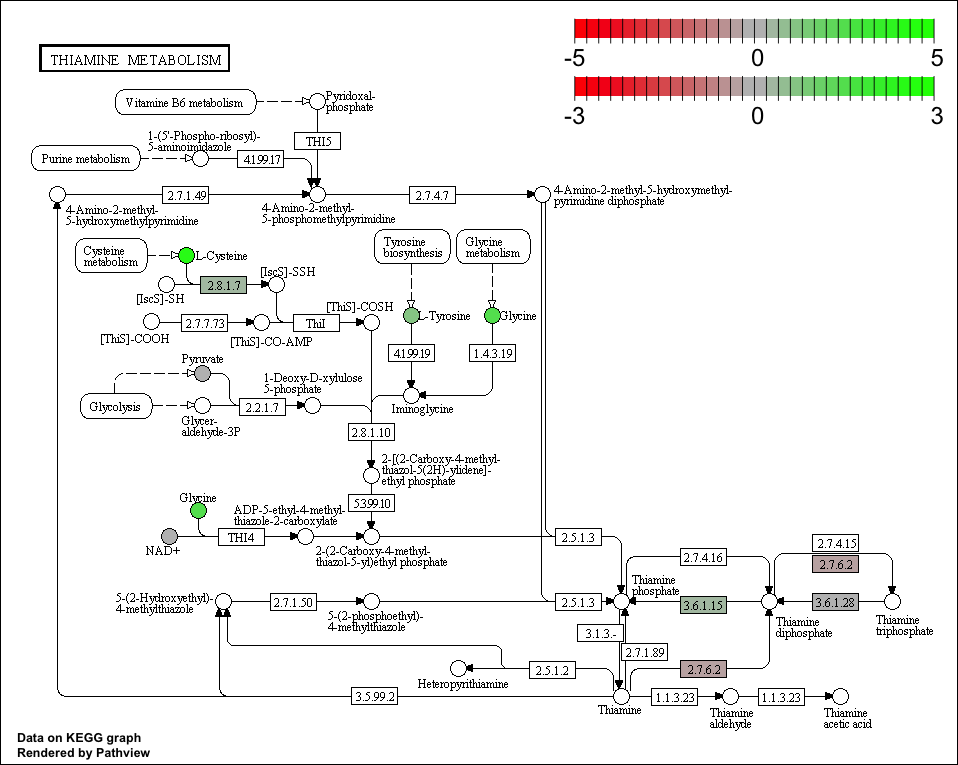 THIAMINE METABOLISM
-5 0 5
-3 0 3
Vitamine B6 metabolism
Pyridoxal-
phosphate
THI5
1-(5'-Phospho-ribosyl)-
5-aminoimidazole
Purine metabolism
4.1.99.17
2.7.1.49
2.7.4.7
4-Amino-2-methyl-
5-hydroxymethylpyrimidine
4-Amino-2-methyl-
5-phosphomethylpyrimidine
4-Amino-2-methyl-5-hydroxymethyl-
pyrimidine diphosphate
Cysteine
metabolism
L-Cysteine
Tyrosine
biosynthesis
Glycine
metabolism
[IscS]-SH
2.8.1.7
[IscS]-SSH
[ThiS]-COOH
2.7.7.73
[ThiS]-CO-AMP
ThiI
[ThiS]-COSH
L-Tyrosine
Glycine
4.1.99.19
1.4.3.19
Pyruvate
Glycolysis
Glycer-
aldehyde-3P
2.2.1.7
1-Deoxy-D-xylulose
5-phosphate
Iminoglycine
2.8.1.10
2-[(2-Carboxy-4-methyl-
thiazol-5(2H)-ylidene]-
ethyl phosphate
5.3.99.10
Glycine
NAD+
THI4
ADP-5-ethyl-4-methyl-
thiazole-2-carboxylate
2-(2-Carboxy-4-methyl-
thiazol-5-yl)ethyl phosphate
2.5.1.3
2.7.4.15
2.7.6.2
2.7.4.16
Thiamine
phosphate
5-(2-Hydroxyethyl)-
4-methylthiazole
2.7.1.50
5-(2-phosphoethyl)-
4-methylthiazole
2.5.1.3
3.6.1.15
3.6.1.28
Thiamine
diphosphate
Thiamine
triphosphate
3.1.3.-
2.7.1.89
Heteropyrithiamine
2.5.1.2
2.7.6.2
3.5.99.2
Thiamine
1.1.3.23
Thiamine
aldehyde
1.1.3.23
Thiamine
acetic acid
Data on KEGG graph
Rendered by Pathview